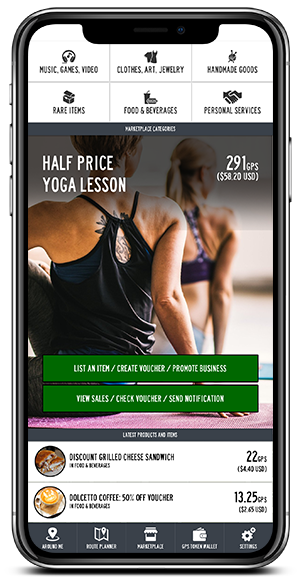 MUSIC, GAMES, VIDEO
CLOTHES, ART, JEWELRY
HANDMADE GOODS
RARE ITEMS
FOOD & BEVERAGES
PERSONAL SERVICES
MARKETPLACE CATEGORIES
HALF PRICE
YOGA LESSON
291GPS
($58.20 USD)
LIST AN ITEM / CREATE VOUCHER / PROMOTE BUSINESS
VIEW SALES / CHECK VOUCHER / SEND NOTIFICATION
LATEST PRODUCTS AND ITEMS
DISCOUNT GRILLED CHEESE SANDWICH
IN FOOD & BEVERAGES
22GPS
($4.40 USD)
DOLCETTO COFFEE: 50% OFF VOUCHER
IN FOOD & BEVERAGES
13.25GPS
($2.65 USD)
AROUND ME
ROUTE PLANNER
MARKETPLACE
GPS TOKEN WALLET
SETTINGS